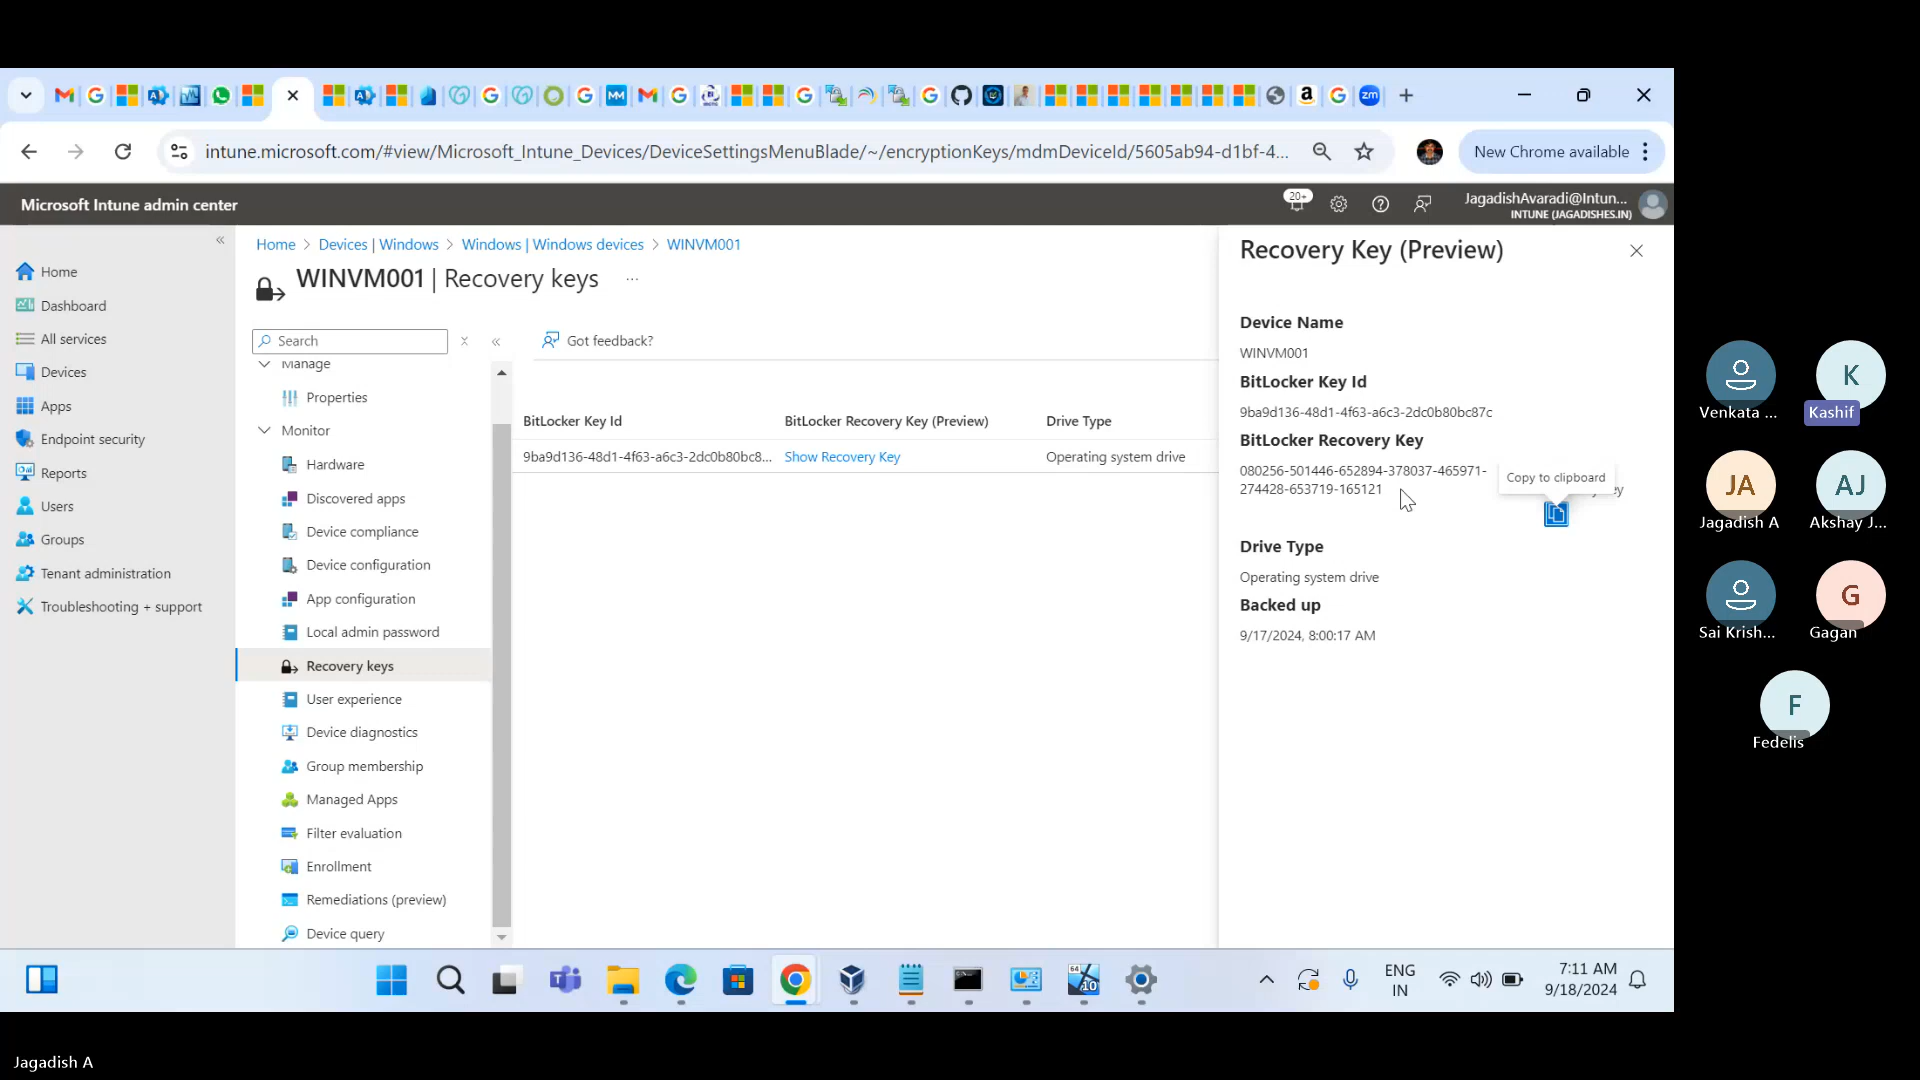 intune.microsoft.com/#view/Microsoft_Intune_Devices/DeviceSettingsMenuBlade/~/encryptionKeys/mdmDeviceId/5605ab94-d1bf-4...
New Chrome available
Microsoft Intune admin center
20+
JagadishAvaradi@Intun...
INTUNE (JAGADISHES.IN)
Home
Dashboard
All services
Devices
Apps
Endpoint security
Reports
Users
Groups
Tenant administration
Troubleshooting + support
Home > Devices | Windows > Windows | Windows devices > WINVM001
WINVM001 | Recovery keys ...
Search
Manage
Properties
Monitor
Hardware
Discovered apps
Device compliance
Device configuration
App configuration
Local admin password
Recovery keys
User experience
Device diagnostics
Group membership
Managed Apps
Filter evaluation
Enrollment
Remediations (preview)
Device query
Got feedback?
BitLocker Key Id BitLocker Recovery Key (Preview) Drive Type
9ba9d136-48d1-4f63-a6c3-2dc0b80bc8... Show Recovery Key Operating system drive
Recovery Key (Preview)
Device Name
WINVM001
BitLocker Key Id
9ba9d136-48d1-4f63-a6c3-2dc0b80bc87c
BitLocker Recovery Key
080256-501446-652894-378037-465971-
274428-653719-165121
Copy to clipboard
Drive Type
Operating system drive
Backed up
9/17/2024, 8:00:17 AM
Venkata ...
K
Kashif
JA
Jagadish A
AJ
Akshay J...
Sai Krish...
G
Gagan
F
Fedelis
ENG
IN
7:11 AM
9/18/2024
Jagadish A